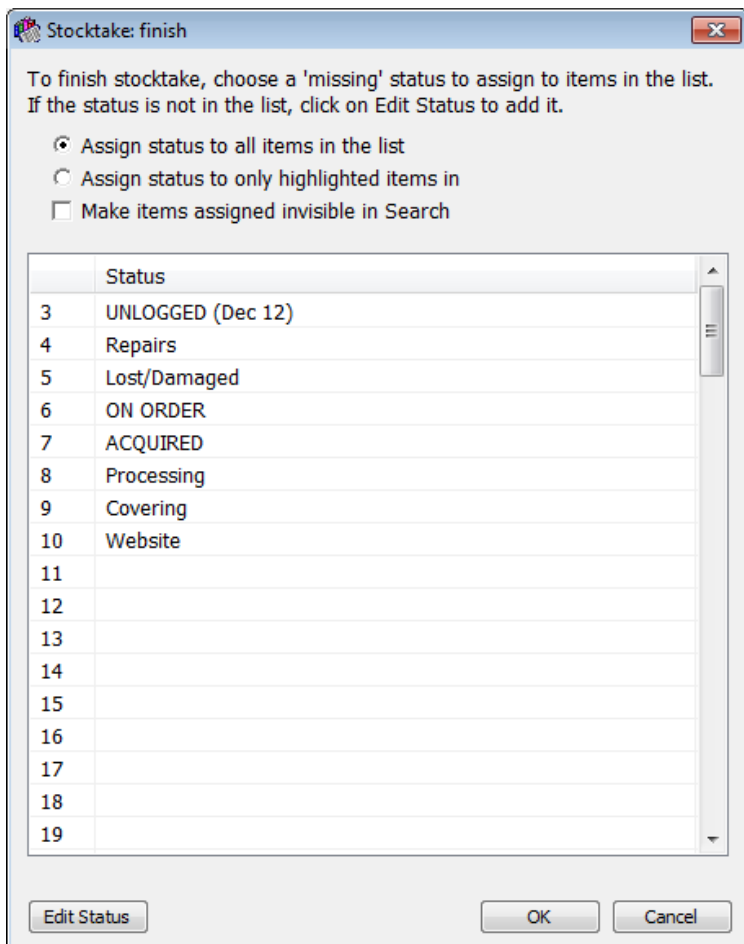 Stocktake: finish
To finish stocktake, choose a 'missing' status to assign to items in the list.
If the status is not in the list, click on Edit Status to add it.
Assign status to all items in the list
Assign status to only highlighted items in
Make items assigned invisible in Search
Status
3 UNLOGGED (Dec 12)
4 Repairs
5 Lost/Damaged
6 ON ORDER
7 ACQUIRED
8 Processing
9 Covering
10 Website
11
12
13
14
15
16
17
18
19
Edit Status OK Cancel